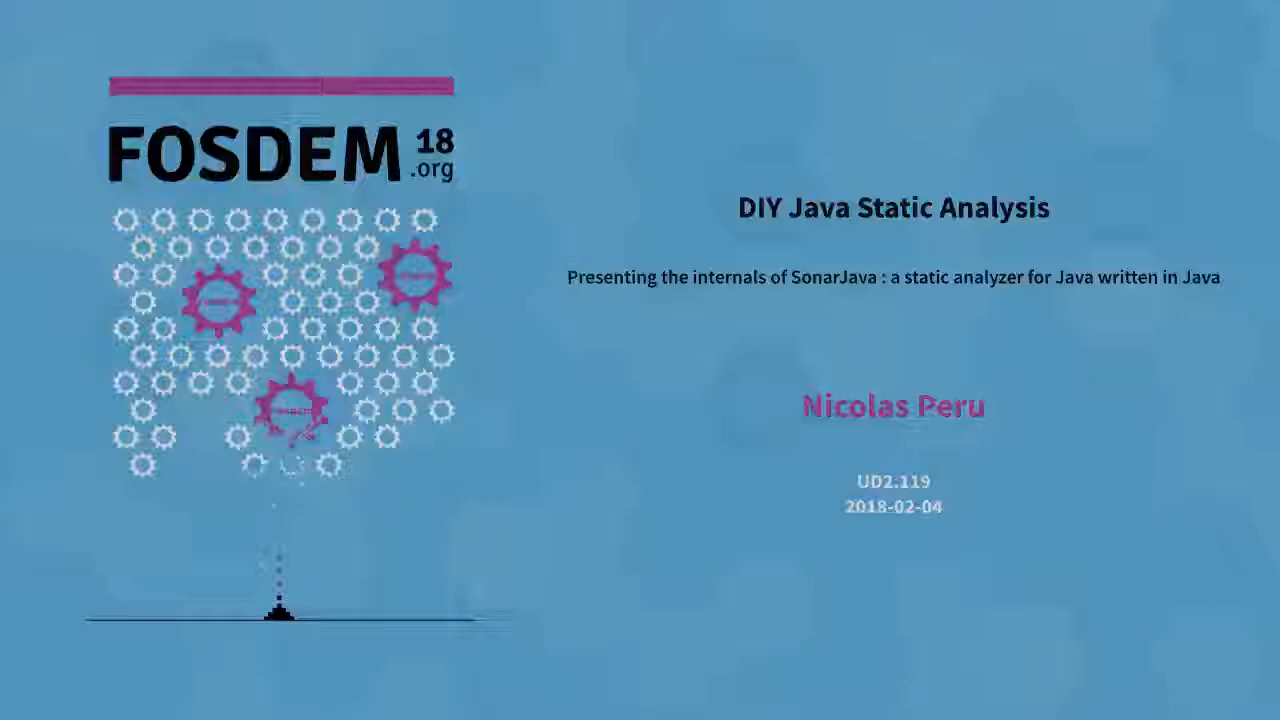 FOSDEM 18
.org
DIY Java Static Analysis
Presenting the internals of SonarJava : a static analyzer for Java written in Java
Nicolas Peru
UD2.119
2018-02-04